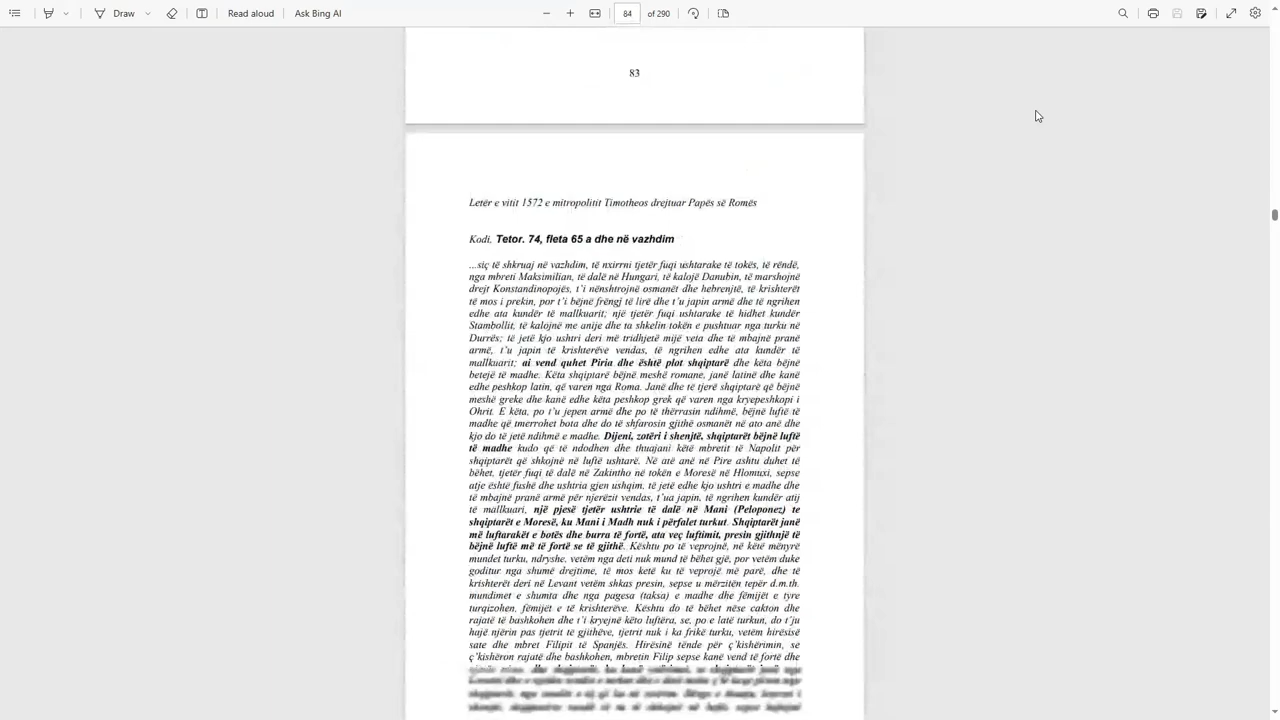 Draw
Read aloud
Ask Bing AI
84 of 290
83
Letër e vitit 1572 e mitropolitit Timotheos drejtuar Papës së Romës
Kodi. Tetor. 74, fleta 65 a dhe në vazhdim
...siç të shkruaj në vazhdim, të nxirrni tjetër fuqi ushtarake të tokës, të rëndë,
nga mbreti Maksimilian, të dalë në Hungari, të kalojë Danubin, të marshojnë
drejt Konstandinopojës, t'i nënshtrojnë osmanët dhe hebrenjtë, të krishterët
të mos i prekin, por t'i bëjnë frëngj të lirë dhe t'u japin armë dhe të ngrihen
edhe ata kundër të mallkuarit; një tjetër fuqi ushtarake të hidhet kundër
Stambollit, të kalojnë me anije dhe ta shkelin tokën e pushtuar nga turku në
Durrës; të jetë kjo ushtri deri më tridhjetë mijë veta dhe të mbajnë pranë
armë, t'u japin të krishterëve vendas, të ngrihen edhe ata kundër të
mallkuarit; ai vend quhet Piria dhe është plot shqiptarë dhe këta bëjnë
betejë të madhe. Këta shqiptarë bëjnë meshë romane, janë latinë dhe kanë
edhe peshkop latin, që varen nga Roma. Janë dhe të tjerë shqiptarë që bëjnë
meshë greke dhe kanë edhe këta peshkop grek që varen nga kryepeshkopi i
Ohrit. E këta, po t'u jepen armë dhe po të thërrasin ndihmë, bëjnë luftë të
madhe që tmerrohet bota dhe do të shfarosin gjithë osmanët në ato anë dhe
kjo do të jetë ndihmë e madhe. Dijeni, zotëri i shenjtë, shqiptarët bëjnë luftë
të madhe kudo që të ndodhen dhe thuajani këtë mbretit të Napolit për
shqiptarët që shkojnë në luftë ushtarë. Në atë anë në Pire ashtu duhet të
bëhet, tjetër fuqi të dalë në Zakintho në tokën e Moresë në Hlomuxi, sepse
atje është fushë dhe ushtria gjen ushqim, të jetë edhe kjo ushtri e madhe dhe
të mbajnë pranë armë për njerëzit vendas, t'ua japin, të ngrihen kundër atij
të mallkuari, një pjesë tjetër ushtrie të dalë në Mani (Peloponez) te
shqiptarët e Moresë, ku Mani i Madh nuk i përfalet turkut. Shqiptarët janë
më luftarakët e botës dhe burra të fortë, ata veç luftimit, presin gjithnjë të
bëjnë luftë më të fortë se të gjithë. Kështu po të veprojnë, në këtë mënyrë
mundet turku, ndryshe, vetëm nga deti nuk mund të bëhet gjë, por vetëm duke
goditur nga shumë drejtime, të mos ketë ku të veprojë më parë, dhe të
krishterët deri në Levant vetëm shkas presin, sepse u mërzitën tepër d.m.th.
mundimet e shumta dhe nga pagesa (taksa) e madhe dhe fëmijët e tyre
turqizohen, fëmijët e të krishterëve. Kështu do të bëhet nëse cakton dhe
rajatë të bashkohen dhe t'i kryejnë këto luftëra, se, po e latë turkun, do t'ju
hajë njërin pas tjetrit të gjithëve, tjetrit nuk i ka frikë turku, vetëm hirësisë
sate dhe mbret Filipit të Spanjës. Hirësinë tënde për ç'kishërimin, se
ç'kishëron rajatë dhe bashkohen, mbretin Filip sepse kanë vend të fortë dhe